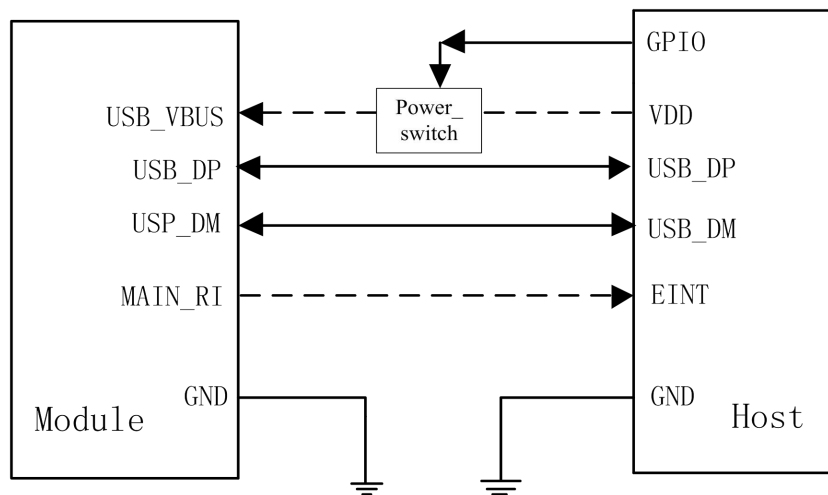 GPIO
USB_VBUS
Power_
switch
VDD
USB_DP
USB_DP
USP_DM
USB_DM
MAIN_RI
EINT
GND
GND
Module
Host